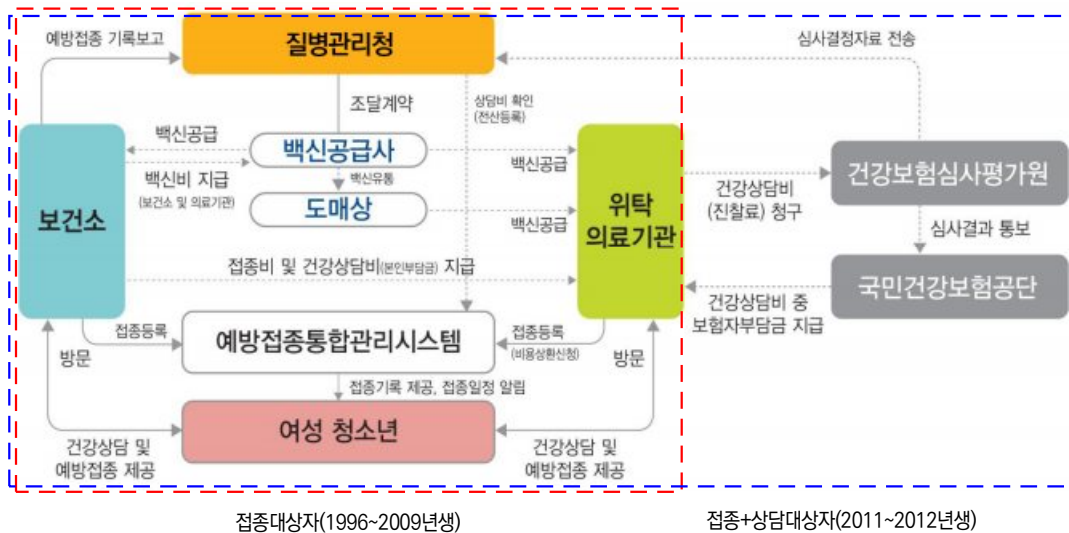 예방접종 기록보고
질병관리청
심사결정자료 전송
조달계약
상담비 확인
(전산등록)
백신공급
백신공급사
백신공급
백신비 지급
(보건소 및 의료기관)
백신유통
도매상
백신공급
보건소
위탁
의료기관
건강상담비
(진찰료) 청구
건강보험심사평가원
심사결과 통보
접종비 및 건강상담비(본인부담금) 지급
국민건강보험공단
건강상담비 중
보험자부담금 지급
접종등록
예방접종통합관리시스템
접종등록
(비용상환신청)
방문
방문
접종기록 제공, 접종일정 알림
여성 청소년
건강상담 및
예방접종 제공
건강상담 및
예방접종 제공
접종대상자(1996~2009년생)
접종+상담대상자(2011~2012년생)